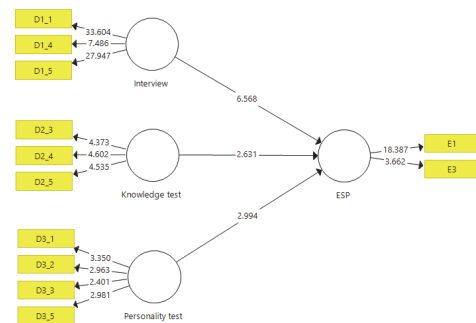 D1_1
33.604
D1_4
7.486
D1_5
27.947
Interview
6.568
D2_3
4.373
D2_4
4.602
D2_5
4.535
Knowledge test
2.631
18.387
E1
3.662
E3
ESP
2.994
D3_1
3.350
D3_2
2.963
D3_3
2.401
D3_5
2.981
Personality test